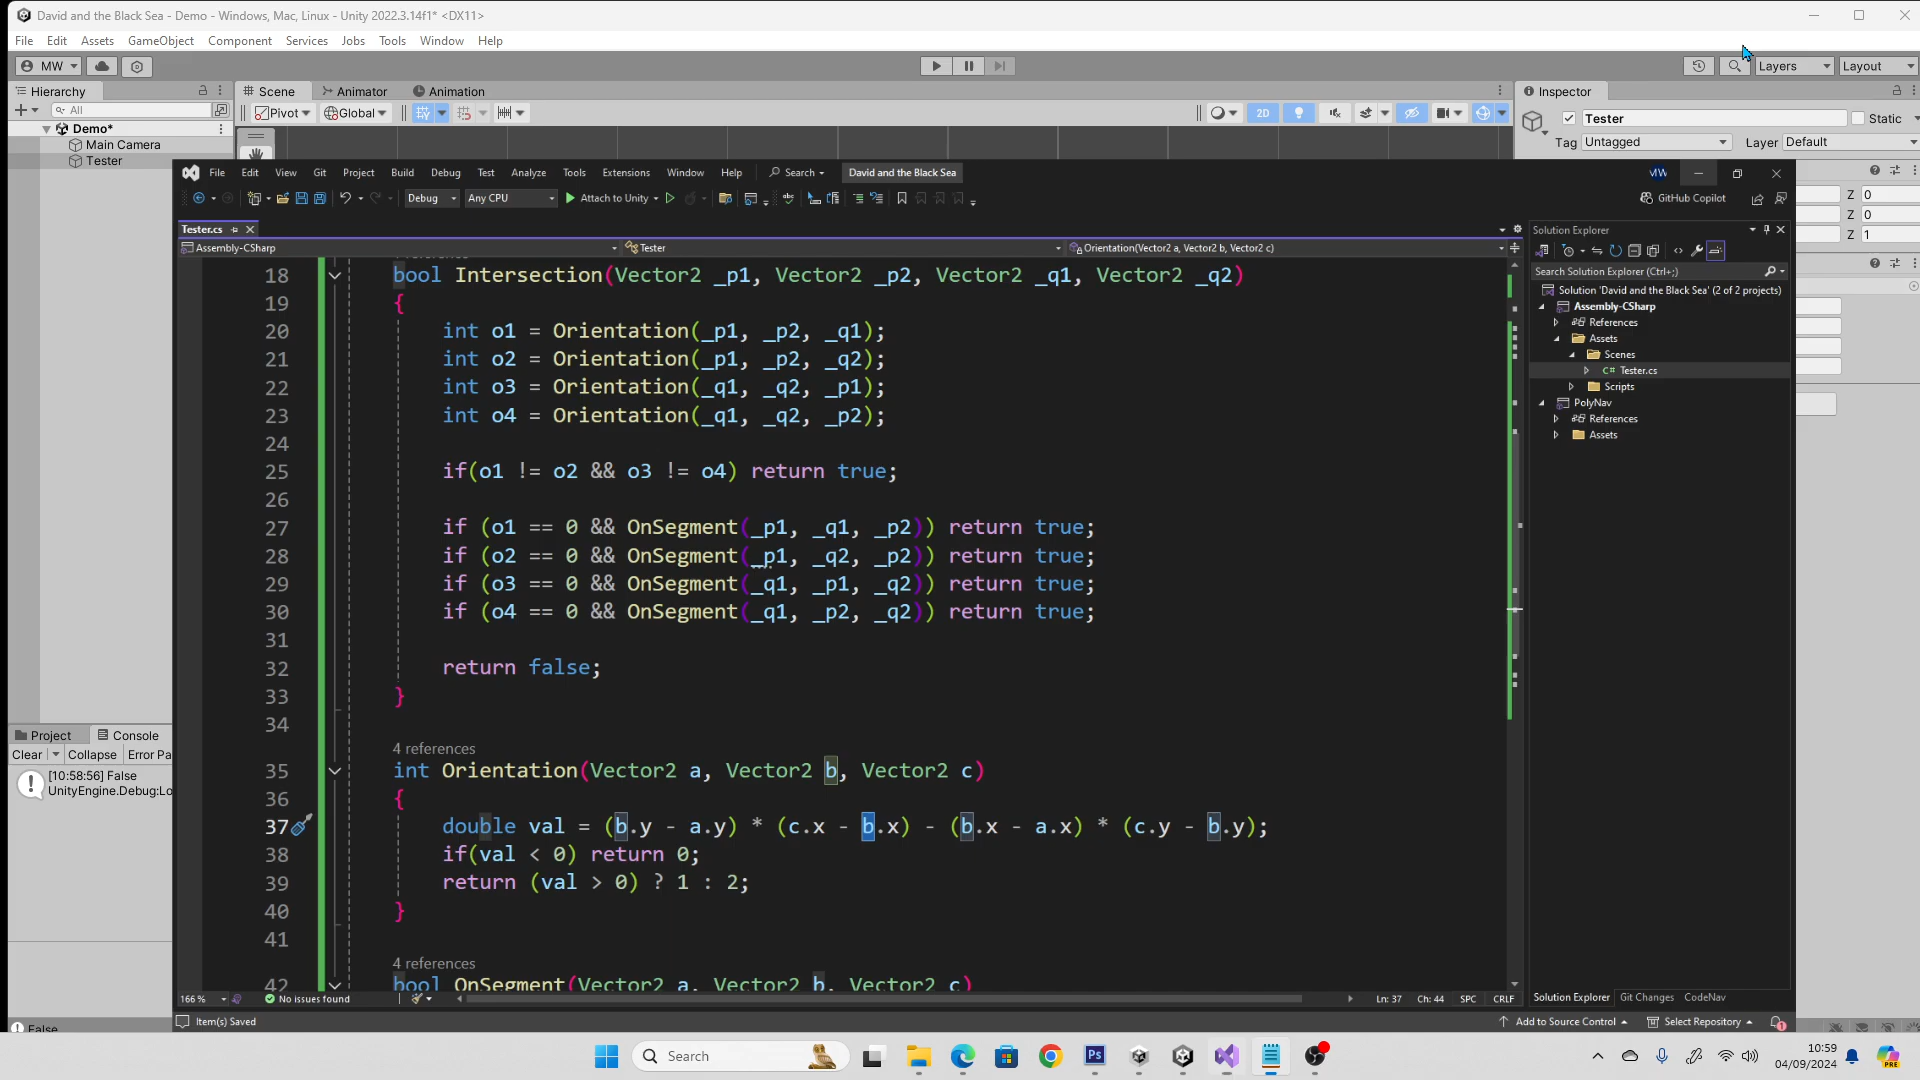 David and the Black Sea - Demo - Windows, Mac, Linux - Unity 2022.3.14f1* <DX11>
File Edit Assets GameObject Component Services Jobs Tools Window Help
MW
Layers Layout
Hierarchy
Scene Animator Animation
Inspector
All
Pivot Global
2D
Tester
Static
Demo*
Tag Untagged Layer Default
Main Camera
Tester
File Edit View Git Project Build Debug Test Analyze Tools Extensions Window Help Search David and the Black Sea
MW
Debug Any CPU Attach to Unity
GitHub Copilot
Z 0
Z 0
Z 1
Tester.cs
Solution Explorer
Assembly-CSharp Tester Orientation(Vector2 a, Vector2 b, Vector2 c)
Search Solution Explorer (Ctrl+;)
Solution 'David and the Black Sea' (2 of 2 projects)
Assembly-CSharp
References
Assets
Scenes
Tester.cs
Scripts
PolyNav
References
Assets
18 bool Intersection(Vector2 _p1, Vector2 _p2, Vector2 _q1, Vector2 _q2)
19 {
20 int o1 = Orientation(_p1, _p2, _q1);
21 int o2 = Orientation(_p1, _p2, _q2);
22 int o3 = Orientation(_q1, _q2, _p1);
23 int o4 = Orientation(_q1, _q2, _p2);
24
25 if(o1 != o2 && o3 != o4) return true;
26
27 if (o1 == 0 && OnSegment(_p1, _q1, _p2)) return true;
28 if (o2 == 0 && OnSegment(_p1, _q2, _p2)) return true;
29 if (o3 == 0 && OnSegment(_q1, _p1, _q2)) return true;
30 if (o4 == 0 && OnSegment(_q1, _p2, _q2)) return true;
31
32 return false;
33 }
34
4 references
35 int Orientation(Vector2 a, Vector2 b, Vector2 c)
36 {
37 double val = (b.y - a.y) * (c.x - b.x) - (b.x - a.x) * (c.y - b.y);
38 if(val < 0) return 0;
39 return (val > 0) ? 1 : 2;
40 }
41
4 references
42 bool OnSegment(Vector2 a, Vector2 b, Vector2 c)
Project Console
Clear Collapse Error Pa
[10:58:56] False
UnityEngine.Debug:Lo
False
166 % No issues found
Ln: 37 Ch: 44 SPC CRLF
Solution Explorer Git Changes CodeNav
Item(s) Saved
Add to Source Control Select Repository 1
Search
Ps
10:59
04/09/2024
PRE